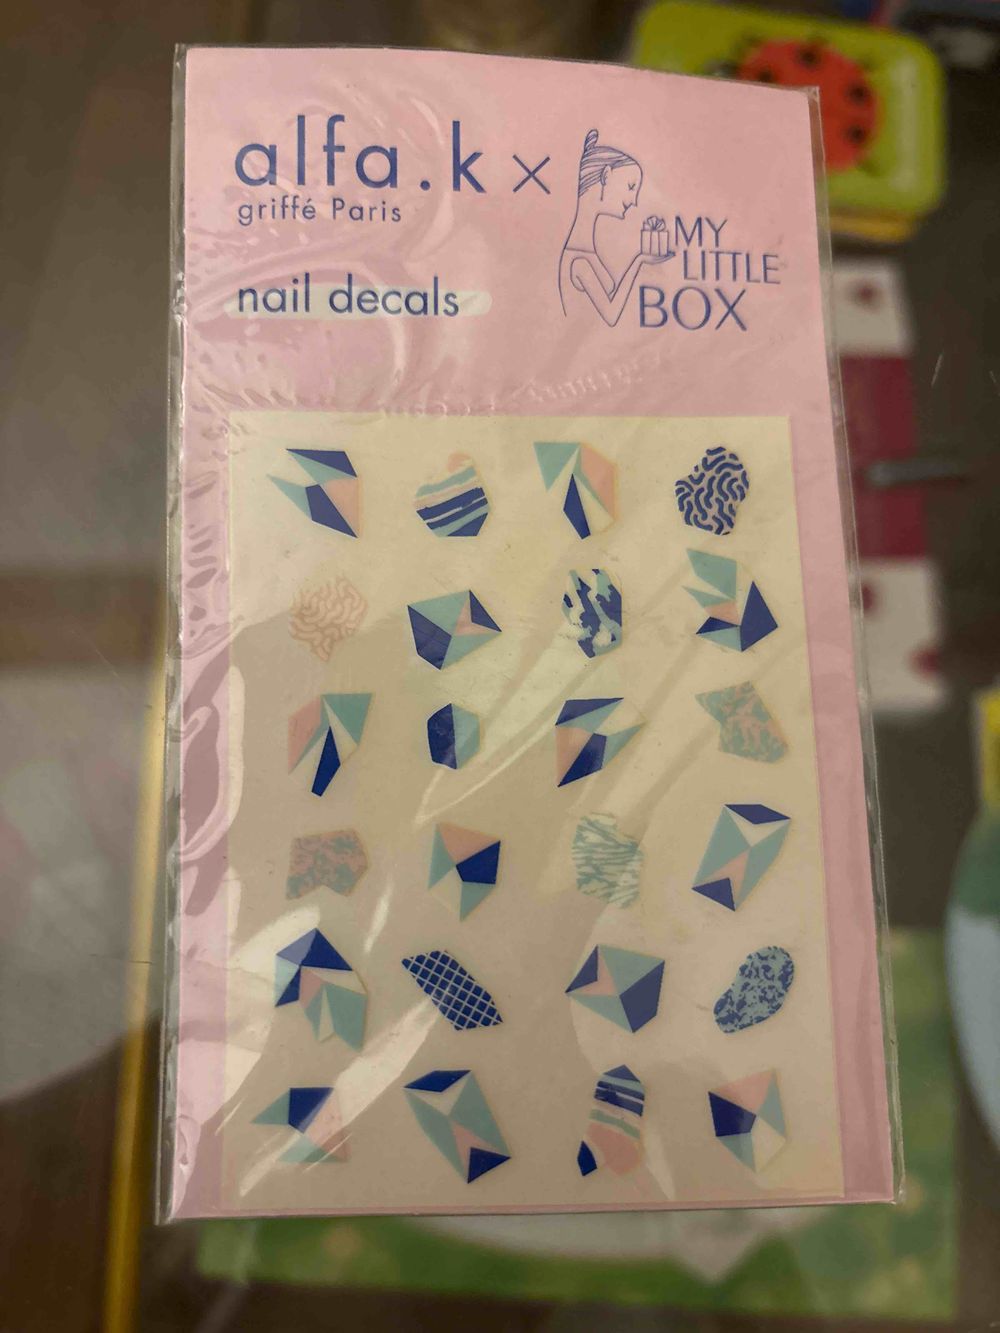 alfa.k ×
griffé Paris
nail decals
MY
LITTLE
BOX